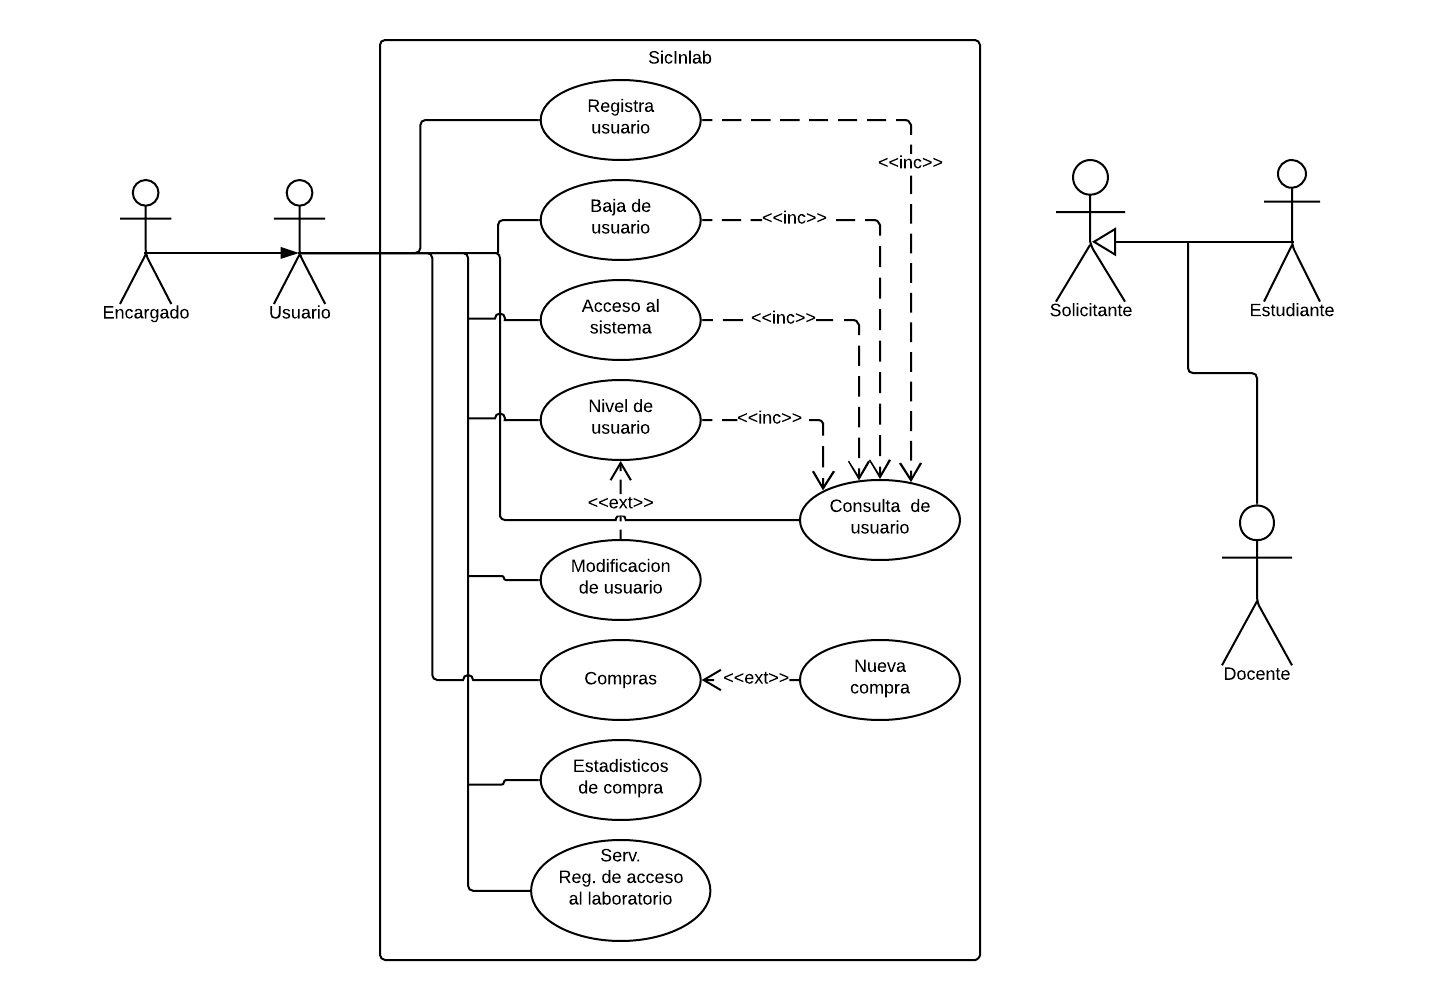 SicInlab
Registra
usuario
<<inc>>
Baja de
usuario
<<inc>>
Encargado
Usuario
Acceso al
sistema
<<inc>>
Solicitante
Estudiante
Nivel de
usuario
<<inc>>
<<ext>>
Consulta de
usuario
Modificacion
de usuario
Compras
<<ext>>
Nueva
compra
Docente
Estadisticos
de compra
Serv.
Reg. de acceso
al laboratorio